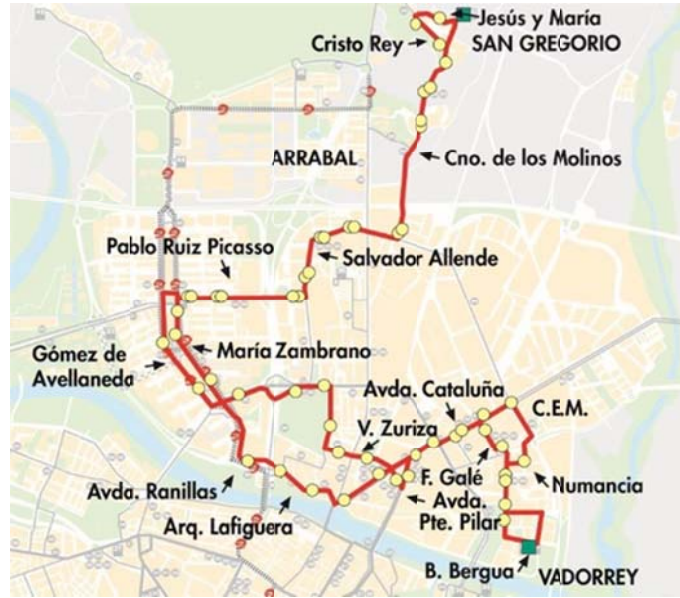 Jesús y María
Cristo Rey
SAN GREGORIO
ARRABAL
Cno. de los Molinos
Pablo Ruiz Picasso
Salvador Allende
Gómez de
Avellaneda
María Zambrano
Avda. Cataluña
C.E.M.
V. Zuriza
F. Galé
Numancia
Avda. Ranillas
Avda.
Pte. Pilar
Arq. Lafiguera
B. Bergua
VADORREY